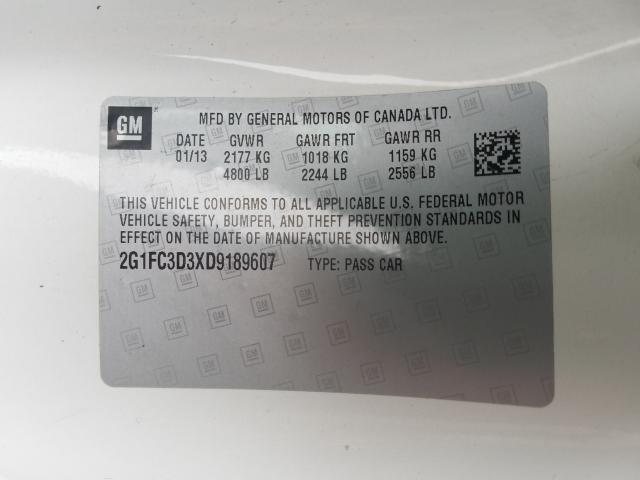 GM
MFD BY GENERAL MOTORS OF CANADA LTD.
DATE GVWR GAWR FRT GAWR RR
01/13 2177 KG 1018 KG 1159 KG
4800 LB 2244 LB 2556 LB
THIS VEHICLE CONFORMS TO ALL APPLICABLE U.S. FEDERAL MOTOR
VEHICLE SAFETY, BUMPER, AND THEFT PREVENTION STANDARDS IN
EFFECT ON THE DATE OF MANUFACTURE SHOWN ABOVE.
2G1FC3D3XD9189607 TYPE: PASS CAR